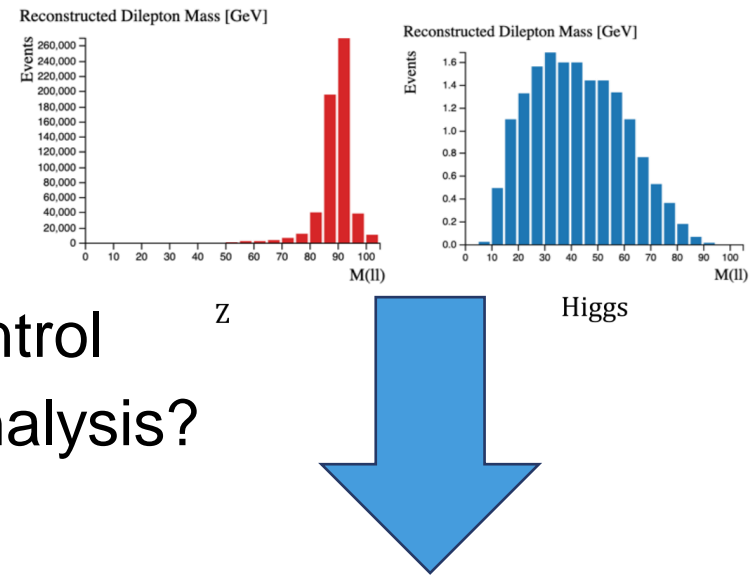 Reconstructed Dilepton Mass [GeV]
Events
260,000
240,000
220,000
200,000
180,000
160,000
140,000
120,000
100,000
80,000
60,000
40,000
20,000
0
0 10 20 30 40 50 60 70 80 90 100
M(ll)
Z
Reconstructed Dilepton Mass [GeV]
Events
1.6
1.4
1.2
1.0
0.8
0.6
0.4
0.2
0.0
0 10 20 30 40 50 60 70 80 90 100
M(ll)
Higgs
ntrol
nalysis?